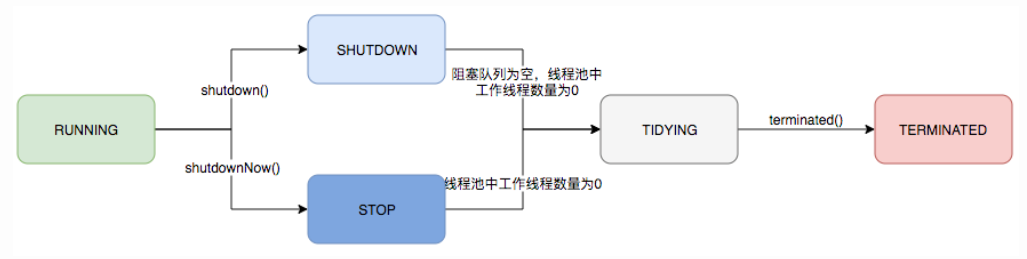 SHUTDOWN
shutdown()
阻塞队列为空，线程池中
工作线程数量为0
RUNNING
TIDYING
terminated()
TERMINATED
shutdownNow()
线程池中工作线程数量为0
STOP